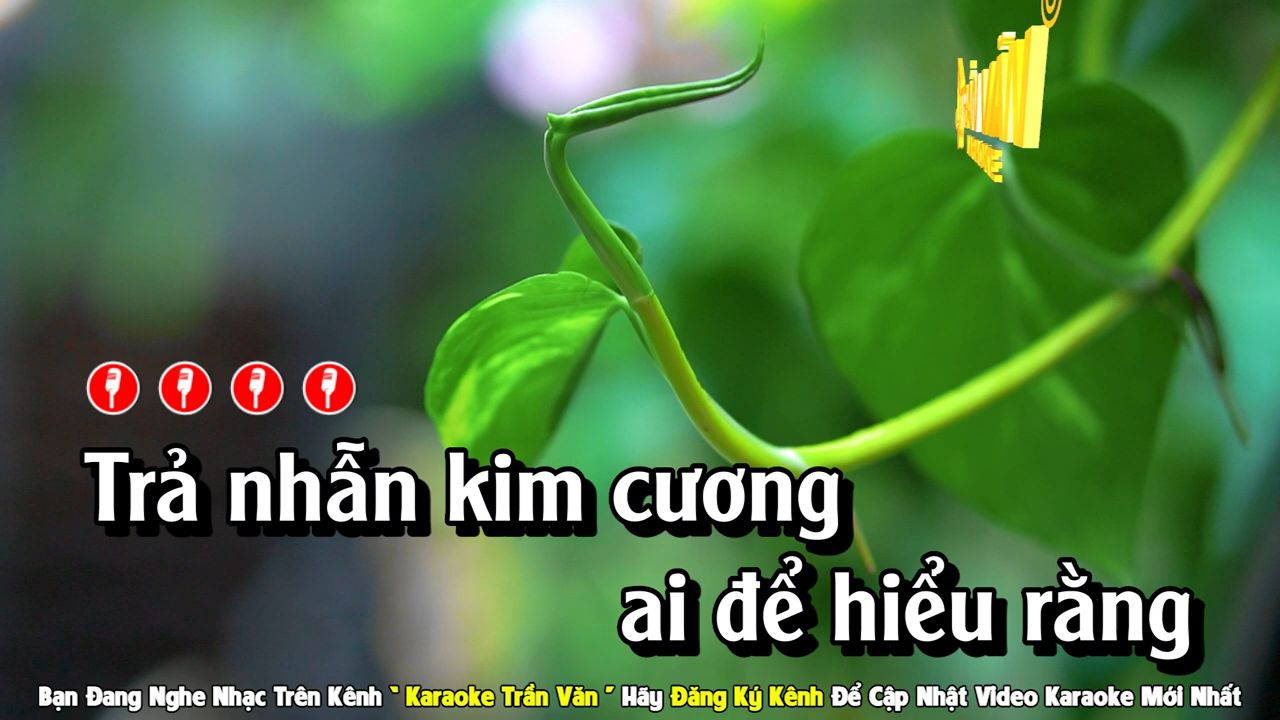 Trả nhẫn kim cương
ai để hiểu rằng
Bạn Đang Nghe Nhạc Trên Kênh " Karaoke Trần Văn " Hãy Đăng Ký Kênh Để Cập Nhật Video Karaoke Mới Nhất